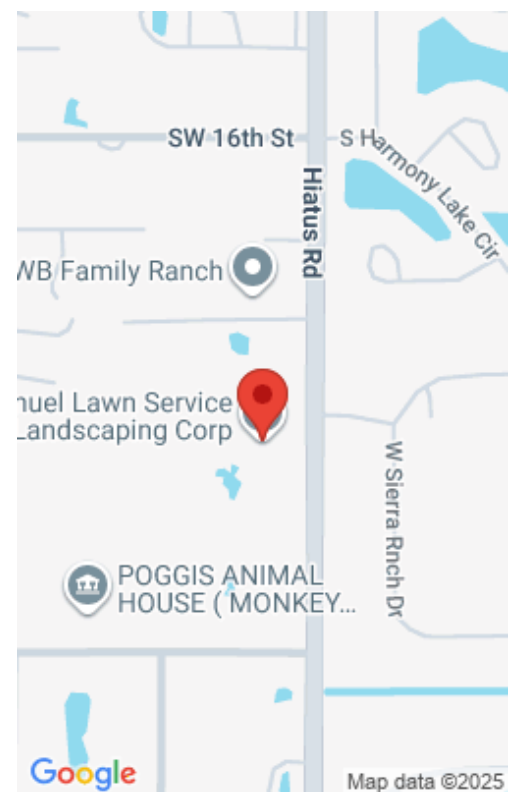 SW 16th St
S Harmony Lake Cir
Hiatus Rd
WB Family Ranch
nuel Lawn Service
Landscaping Corp
W Sierra Rnch Dr
POGGIS ANIMAL
HOUSE ( MONKEY...
Google
Map data ©2025